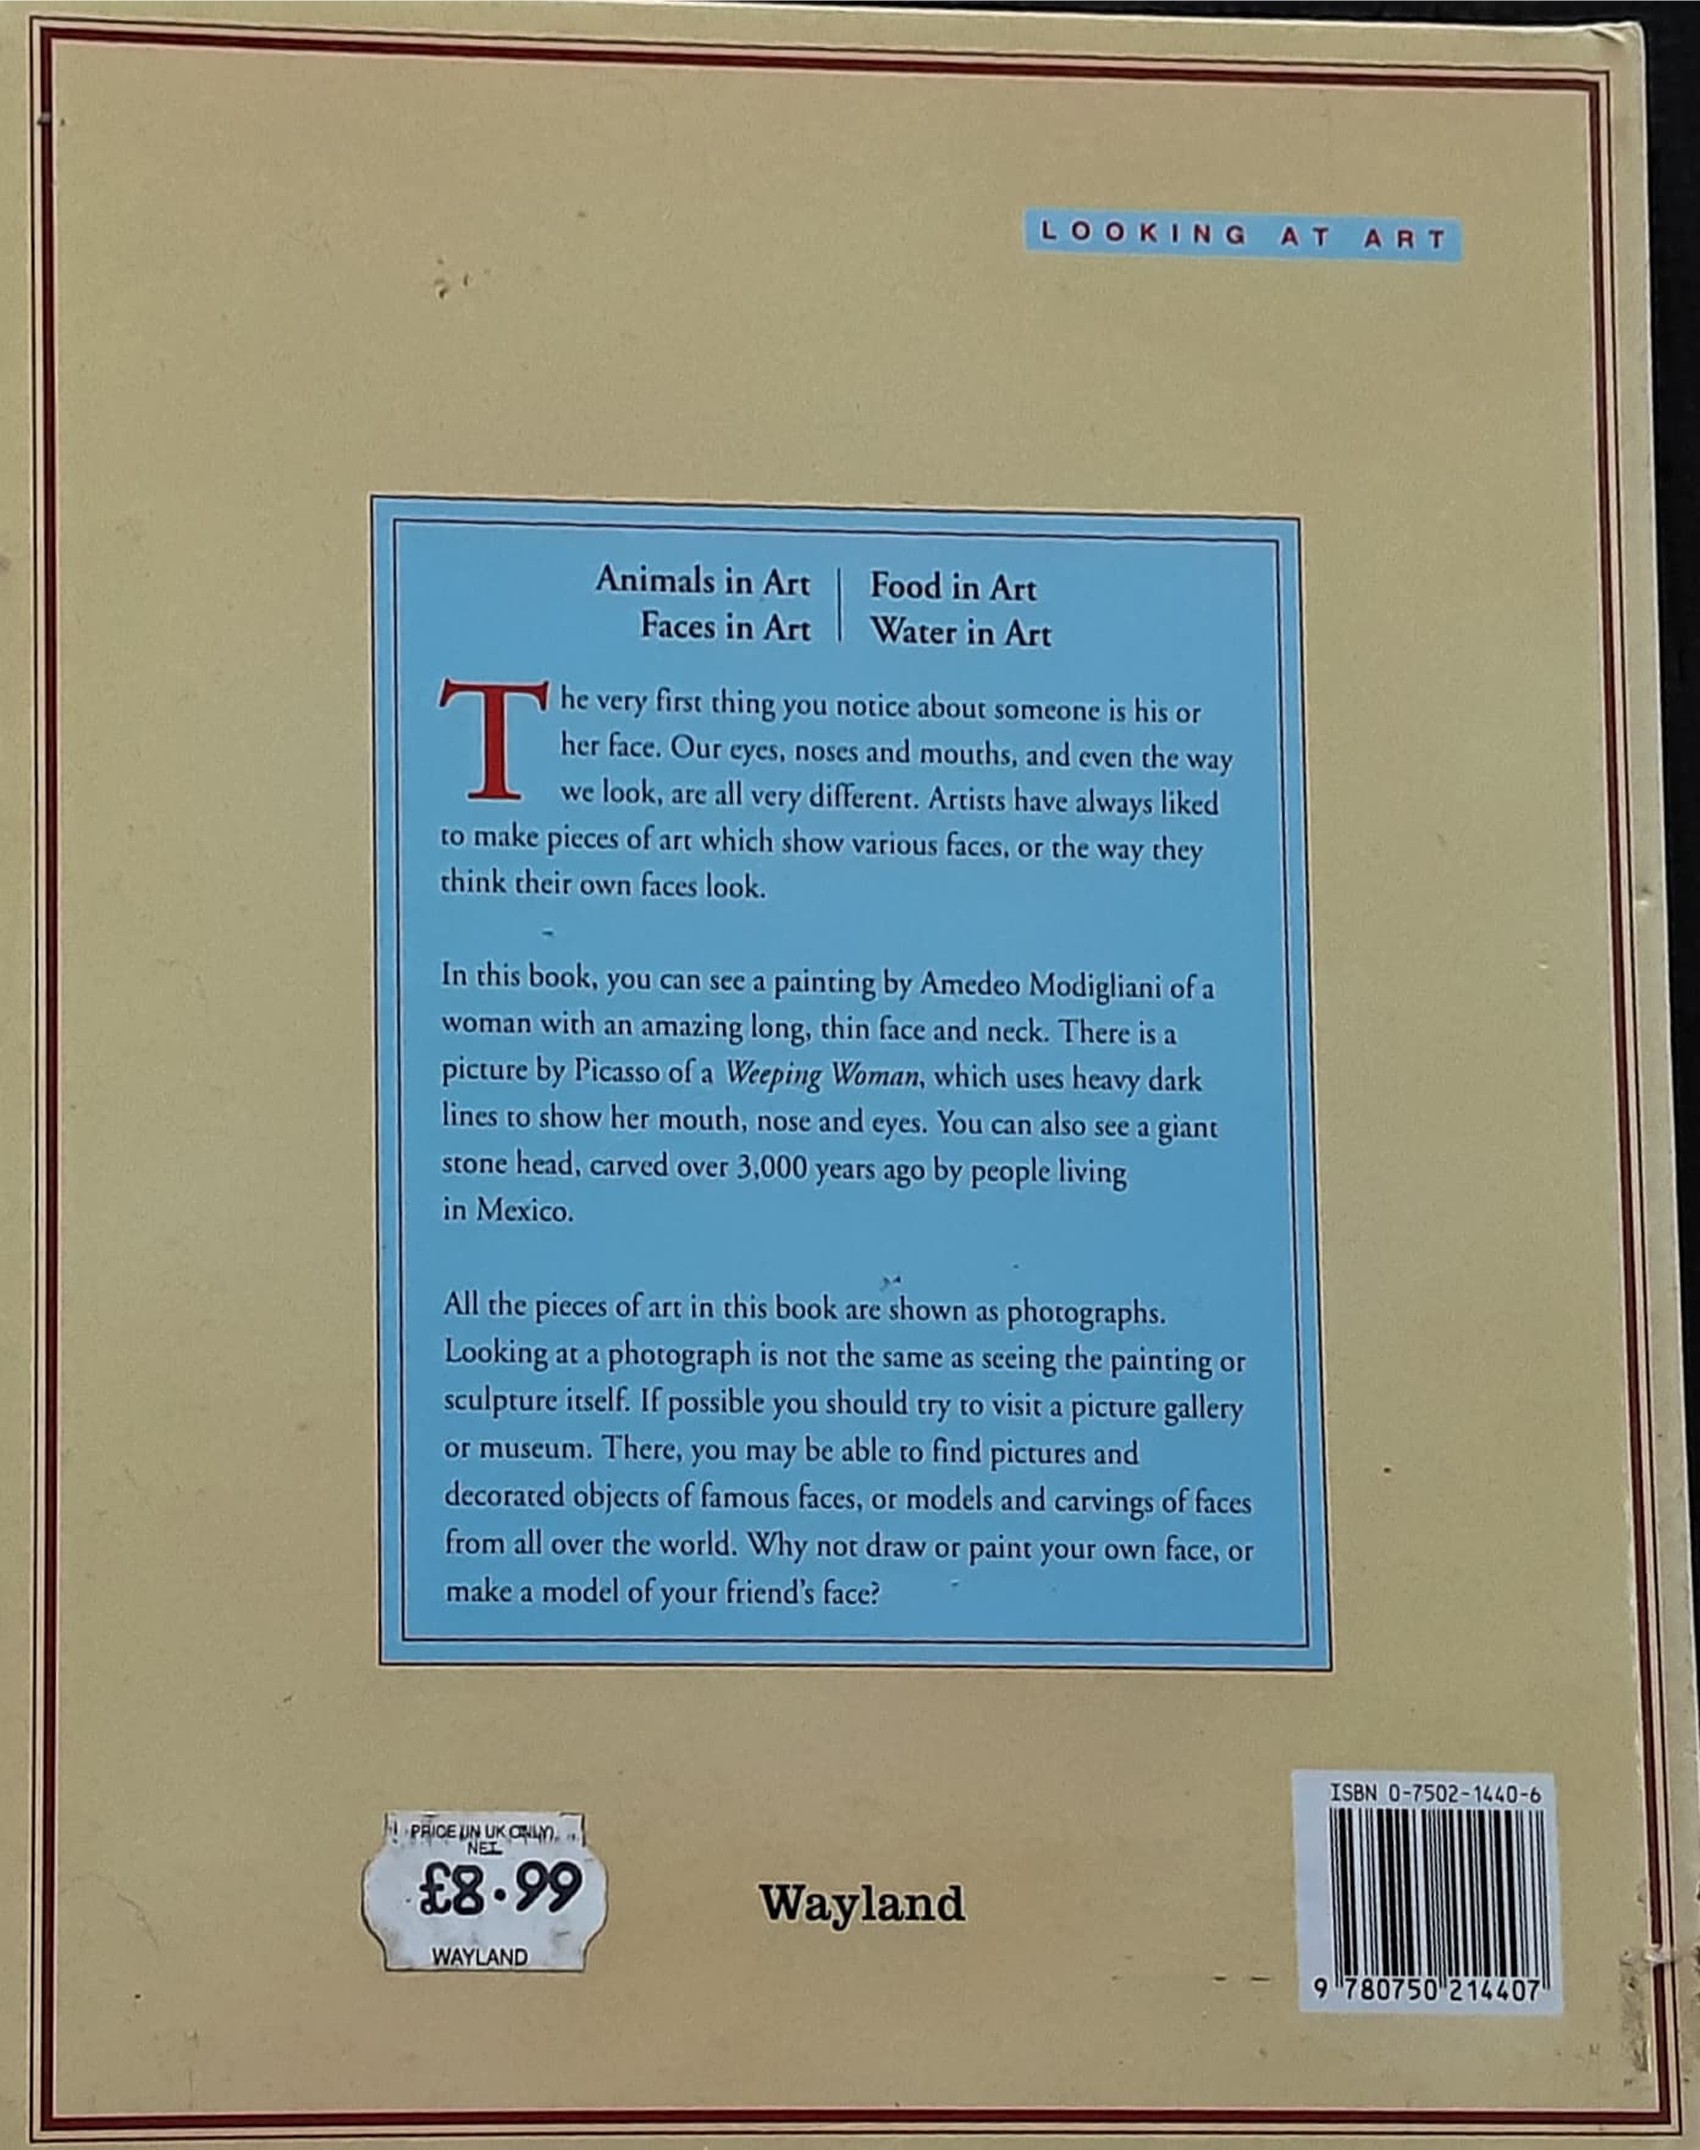 LOOKING AT ART
Animals in Art | Food in Art
Faces in Art | Water in Art
The very first thing you notice about someone is his or
her face. Our eyes, noses and mouths, and even the way
we look, are all very different. Artists have always liked
to make pieces of art which show various faces, or the way they
think their own faces look.
In this book, you can see a painting by Amedeo Modigliani of a
woman with an amazing long, thin face and neck. There is a
picture by Picasso of a Weeping Woman, which uses heavy dark
lines to show her mouth, nose and eyes. You can also see a giant
stone head, carved over 3,000 years ago by people living
in Mexico.
All the pieces of art in this book are shown as photographs.
Looking at a photograph is not the same as seeing the painting or
sculpture itself. If possible you should try to visit a picture gallery
or museum. There, you may be able to find pictures and
decorated objects of famous faces, or models and carvings of faces
from all over the world. Why not draw or paint your own face, or
make a model of your friend's face?
PRICE IN UK ONLY
NET
£8.99
WAYLAND
Wayland
ISBN 0-7502-1440-6
9 780750 214407